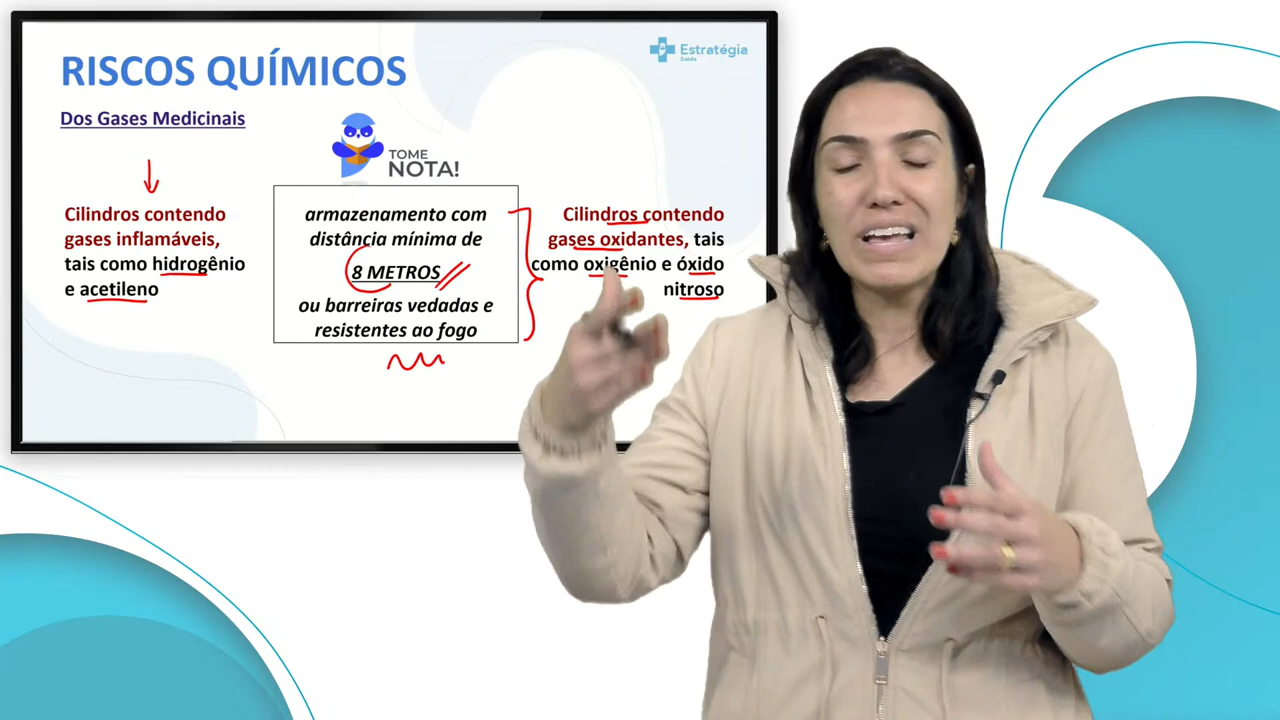 RISCOS QUÍMICOS
Estratégia
Saúde
Dos Gases Medicinais
TOME
NOTA!
Cilindros contendo
gases inflamáveis,
tais como hidrogênio
e acetileno
armazenamento com
distância mínima de
8 METROS
ou barreiras vedadas e
resistentes ao fogo
Cilindros contendo
gases oxidantes, tais
como oxigênio e óxido
nitroso